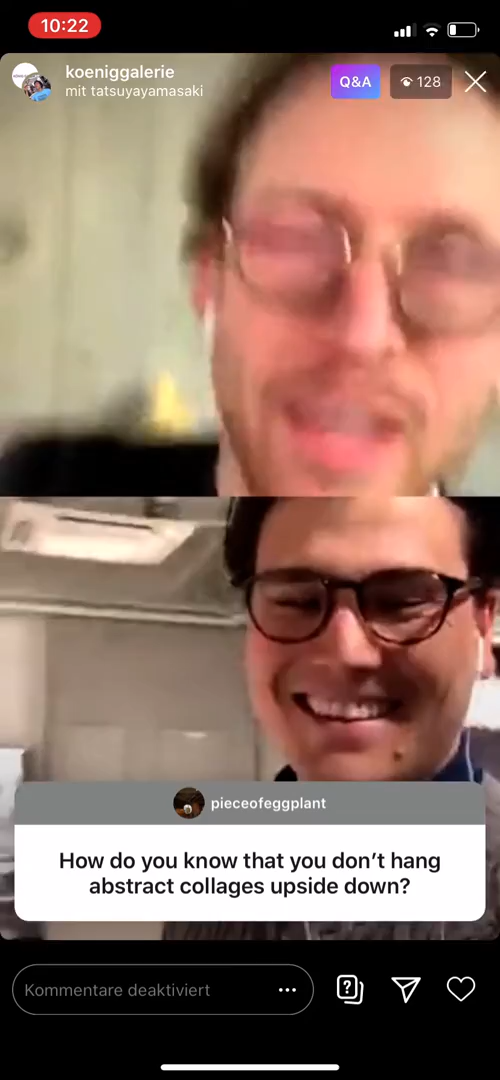 10:22
koeniggalerie
mit tatsuyayamasaki
Q&A
128
pieceofeggplant
How do you know that you don’t hang
abstract collages upside down?
Kommentare deaktiviert